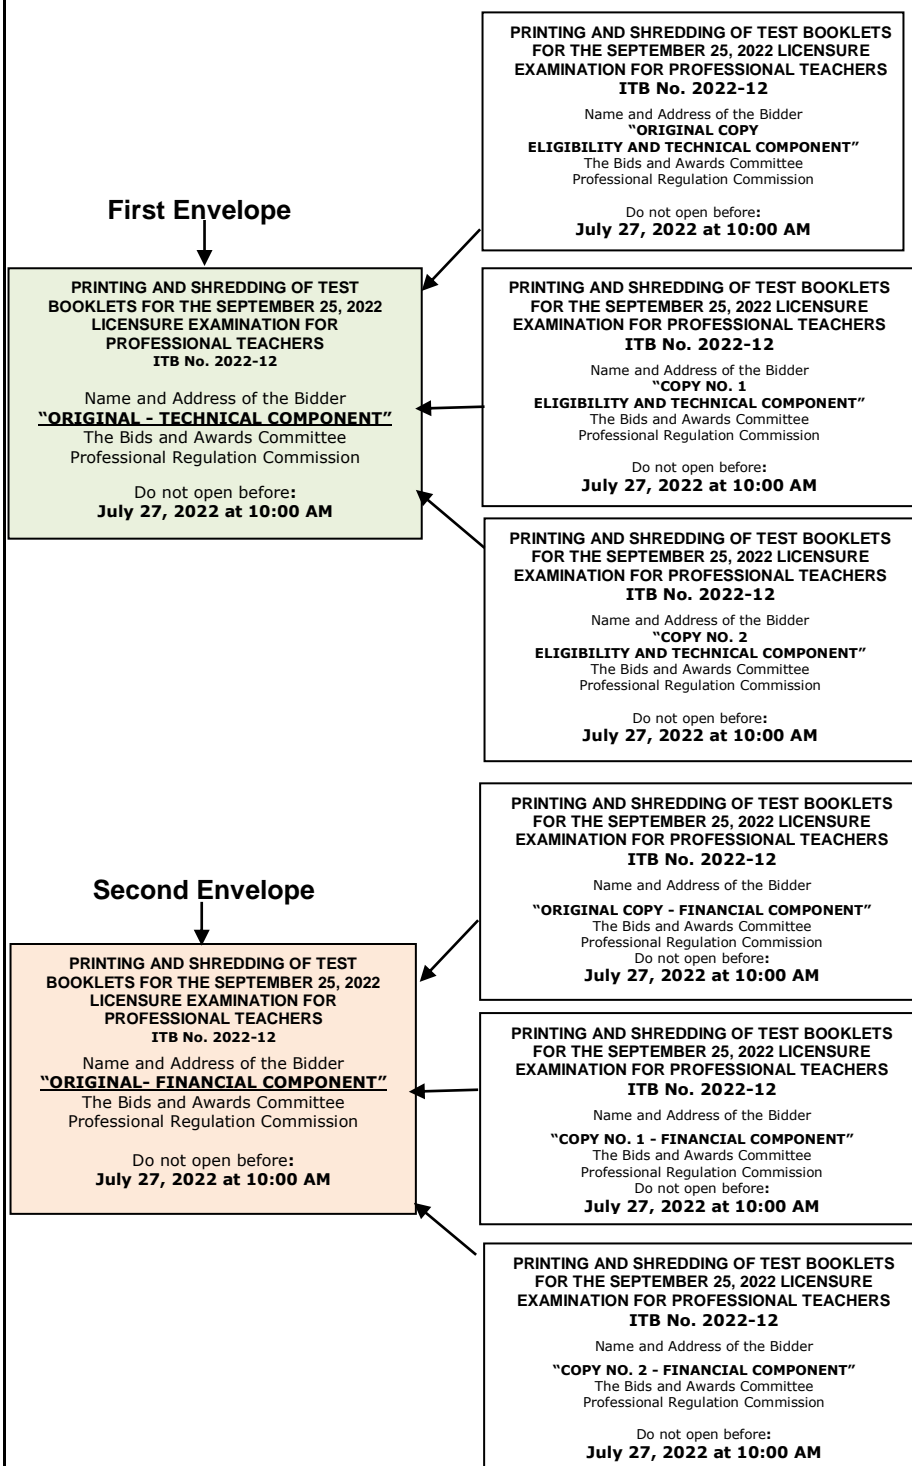 PRINTING AND SHREDDING OF TEST BOOKLETS
FOR THE SEPTEMBER 25, 2022 LICENSURE
EXAMINATION FOR PROFESSIONAL TEACHERS
ITB No. 2022-12
Name and Address of the Bidder
“ORIGINAL COPY
ELIGIBILITY AND TECHNICAL COMPONENT”
The Bids and Awards Committee
Professional Regulation Commission
Do not open before:
July 27, 2022 at 10:00 AM
First Envelope
PRINTING AND SHREDDING OF TEST
BOOKLETS FOR THE SEPTEMBER 25, 2022
LICENSURE EXAMINATION FOR
PROFESSIONAL TEACHERS
ITB No. 2022-12
Name and Address of the Bidder
“ORIGINAL - TECHNICAL COMPONENT”
The Bids and Awards Committee
Professional Regulation Commission
Do not open before:
July 27, 2022 at 10:00 AM
PRINTING AND SHREDDING OF TEST BOOKLETS
FOR THE SEPTEMBER 25, 2022 LICENSURE
EXAMINATION FOR PROFESSIONAL TEACHERS
ITB No. 2022-12
Name and Address of the Bidder
“COPY NO. 1
ELIGIBILITY AND TECHNICAL COMPONENT”
The Bids and Awards Committee
Professional Regulation Commission
Do not open before:
July 27, 2022 at 10:00 AM
PRINTING AND SHREDDING OF TEST BOOKLETS
FOR THE SEPTEMBER 25, 2022 LICENSURE
EXAMINATION FOR PROFESSIONAL TEACHERS
ITB No. 2022-12
Name and Address of the Bidder
“COPY NO. 2
ELIGIBILITY AND TECHNICAL COMPONENT”
The Bids and Awards Committee
Professional Regulation Commission
Do not open before:
July 27, 2022 at 10:00 AM
PRINTING AND SHREDDING OF TEST BOOKLETS
FOR THE SEPTEMBER 25, 2022 LICENSURE
EXAMINATION FOR PROFESSIONAL TEACHERS
ITB No. 2022-12
Name and Address of the Bidder
“ORIGINAL COPY - FINANCIAL COMPONENT”
The Bids and Awards Committee
Professional Regulation Commission
Do not open before:
July 27, 2022 at 10:00 AM
Second Envelope
PRINTING AND SHREDDING OF TEST
BOOKLETS FOR THE SEPTEMBER 25, 2022
LICENSURE EXAMINATION FOR
PROFESSIONAL TEACHERS
ITB No. 2022-12
Name and Address of the Bidder
“ORIGINAL- FINANCIAL COMPONENT”
The Bids and Awards Committee
Professional Regulation Commission
Do not open before:
July 27, 2022 at 10:00 AM
PRINTING AND SHREDDING OF TEST BOOKLETS
FOR THE SEPTEMBER 25, 2022 LICENSURE
EXAMINATION FOR PROFESSIONAL TEACHERS
ITB No. 2022-12
Name and Address of the Bidder
“COPY NO. 1 - FINANCIAL COMPONENT”
The Bids and Awards Committee
Professional Regulation Commission
Do not open before:
July 27, 2022 at 10:00 AM
PRINTING AND SHREDDING OF TEST BOOKLETS
FOR THE SEPTEMBER 25, 2022 LICENSURE
EXAMINATION FOR PROFESSIONAL TEACHERS
ITB No. 2022-12
Name and Address of the Bidder
“COPY NO. 2 - FINANCIAL COMPONENT”
The Bids and Awards Committee
Professional Regulation Commission
Do not open before:
July 27, 2022 at 10:00 AM